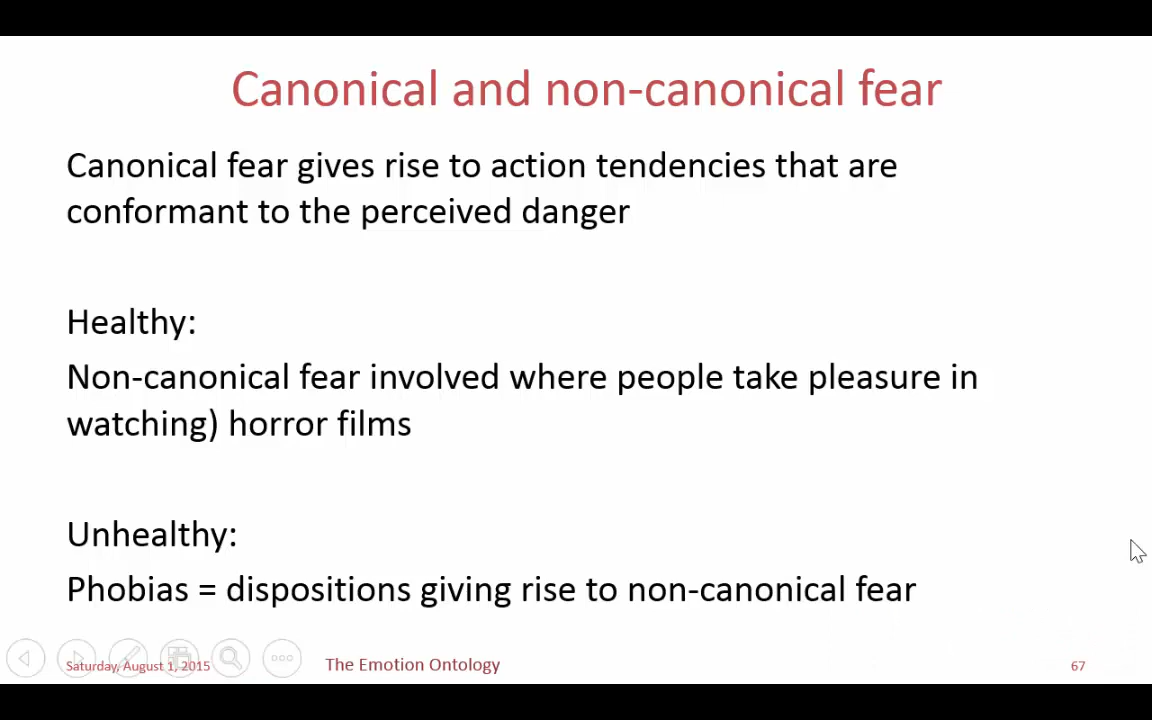 Canonical and non-canonical fear
Canonical fear gives rise to action tendencies that are
conformant to the perceived danger
Healthy:
Non-canonical fear involved where people take pleasure in
watching) horror films
Unhealthy:
Phobias = dispositions giving rise to non-canonical fear
Saturday, August 1, 2015
The Emotion Ontology
67